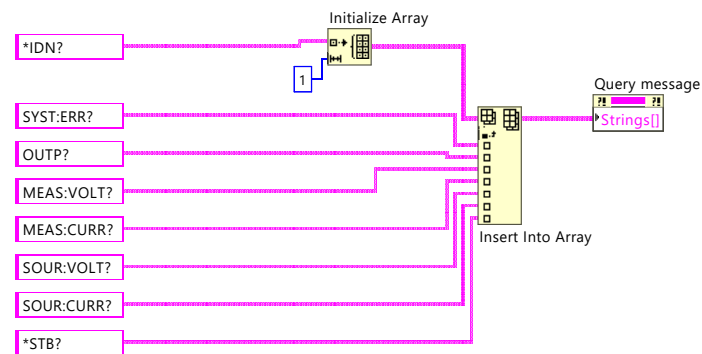 Initialize Array
*IDN?
1
Query message
?! ?!
Strings[]
SYST:ERR?
OUTP?
MEAS:VOLT?
MEAS:CURR?
Insert Into Array
SOUR:VOLT?
SOUR:CURR?
*STB?